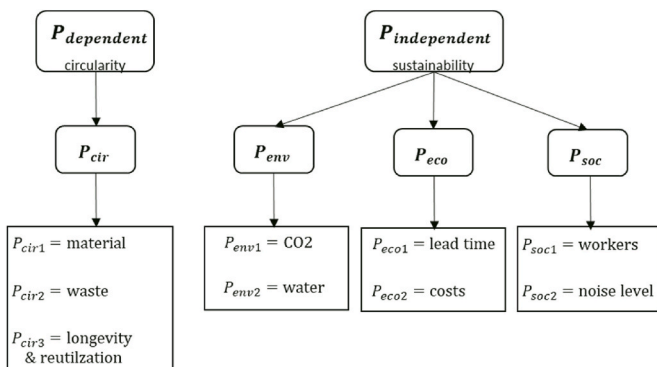 P_dependent
circularity
P_independent
sustainability
P_cir
P_env
P_eco
P_soc
P_cir1 = material
P_cir2 = waste
P_cir3 = longevity
& reutilzation
P_env1 = CO2
P_env2 = water
P_eco1 = lead time
P_eco2 = costs
P_soc1 = workers
P_soc2 = noise level